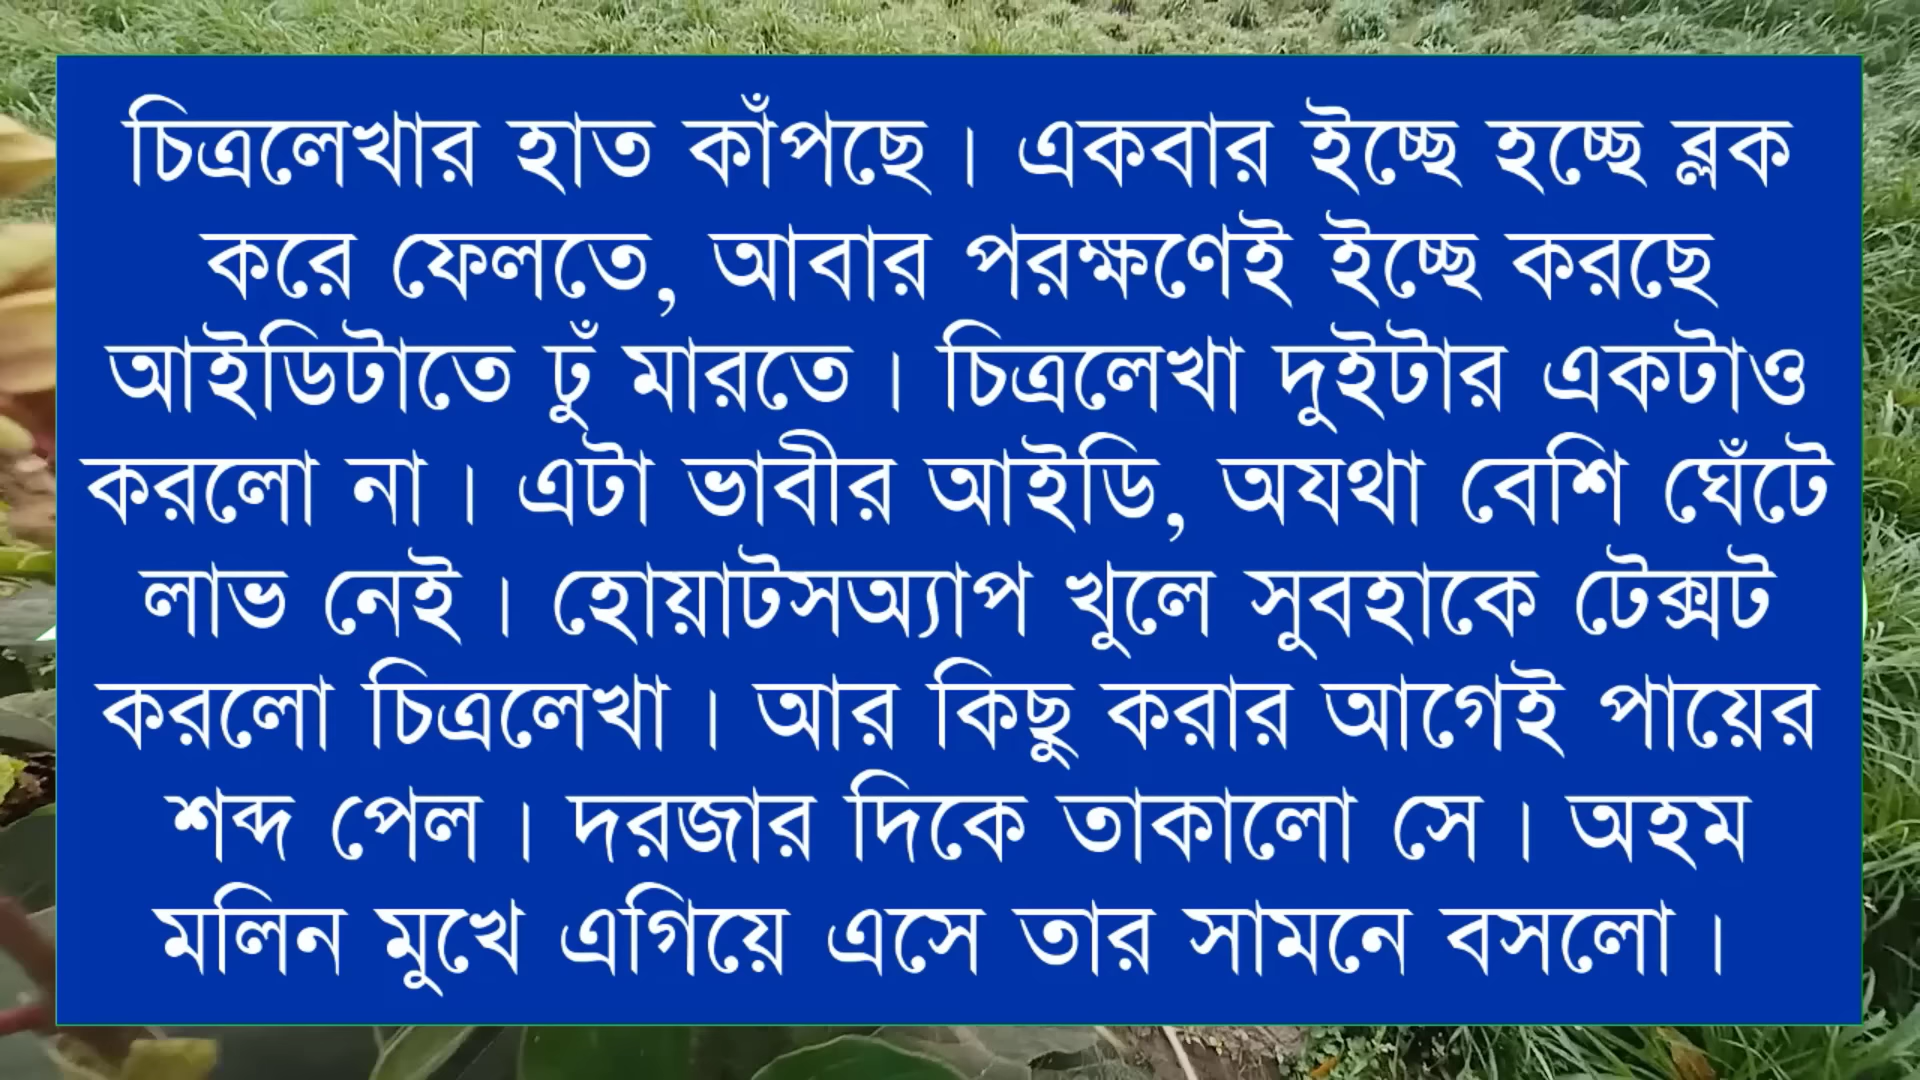 চিত্রলেখার হাত কাঁপছে। একবার ইচ্ছে হচ্ছে ব্লক
করে ফেলতে, আবার পরক্ষণেই ইচ্ছে করছে
আইডিটাতে ঢুঁ মারতে। চিত্রলেখা দুইটার একটাও
করলো না। এটা ভাবীর আইডি, অযথা বেশি ঘেঁটে
লাভ নেই। হোয়াটসঅ্যাপ খুলে সুবহাকে টেক্সট
করলো চিত্রলেখা। আর কিছু করার আগেই পায়ের
শব্দ পেল। দরজার দিকে তাকালো সে। অহম
মলিন মুখে এগিয়ে এসে তার সামনে বসলো।